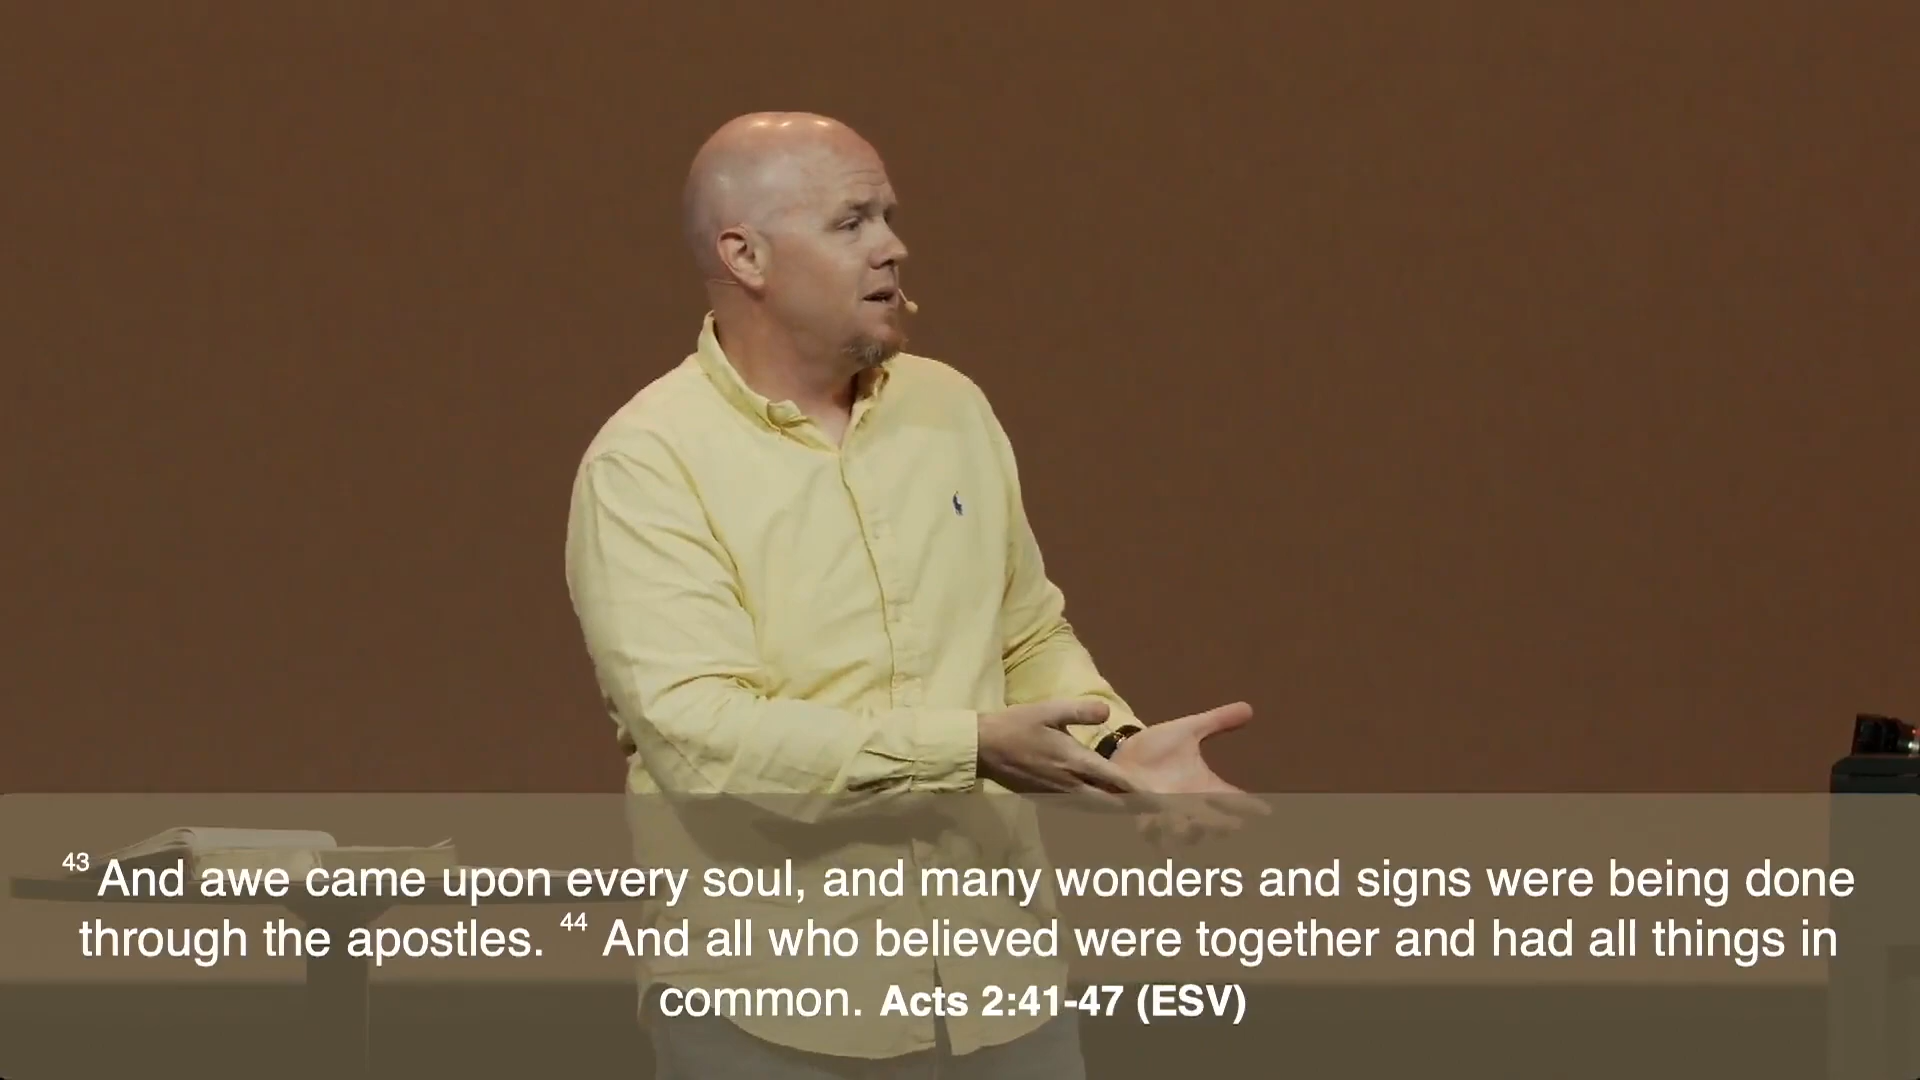 43 And awe came upon every soul, and many wonders and signs were being done
through the apostles. 44 And all who believed were together and had all things in
common. Acts 2:41-47 (ESV)